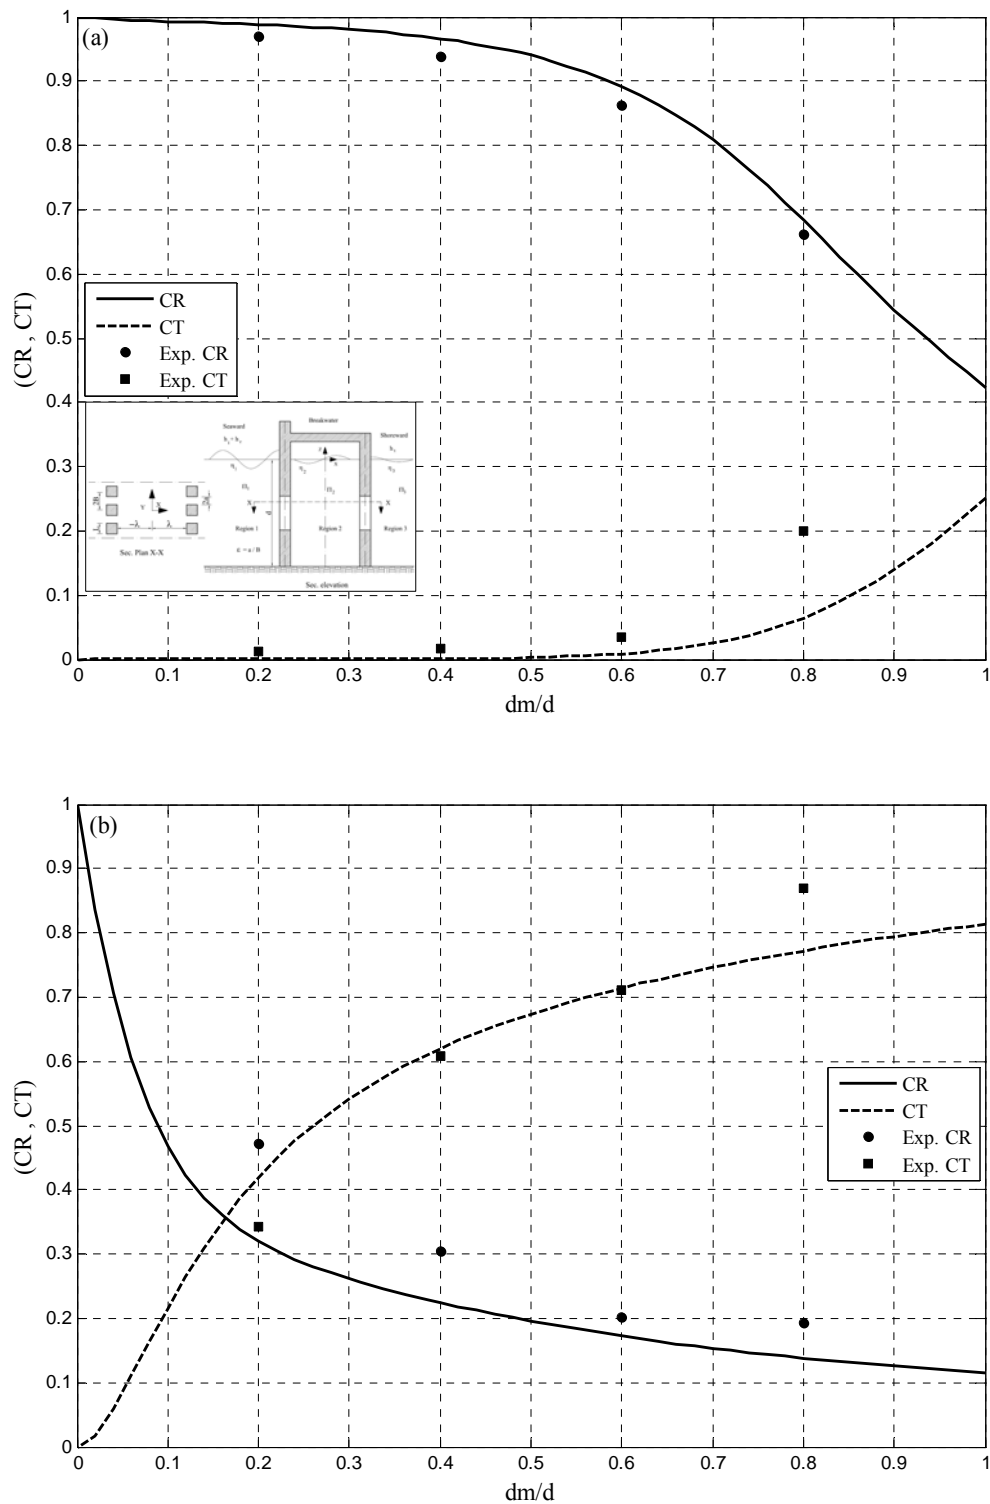 (a)
1
0.9
0.8
0.7
0.6
0.5
0.4
0.3
0.2
0.1
0
(CR , CT)
CR
CT
Exp. CR
Exp. CT
Seaward
Breakwater
Shoreward
Region 1
Region 2
Region 3
ε = a / B
Sec. Plan X-X
Sec. elevation
0 0.1 0.2 0.3 0.4 0.5 0.6 0.7 0.8 0.9 1
dm/d
(b)
1
0.9
0.8
0.7
0.6
0.5
0.4
0.3
0.2
0.1
0
(CR , CT)
CR
CT
Exp. CR
Exp. CT
0 0.1 0.2 0.3 0.4 0.5 0.6 0.7 0.8 0.9 1
dm/d